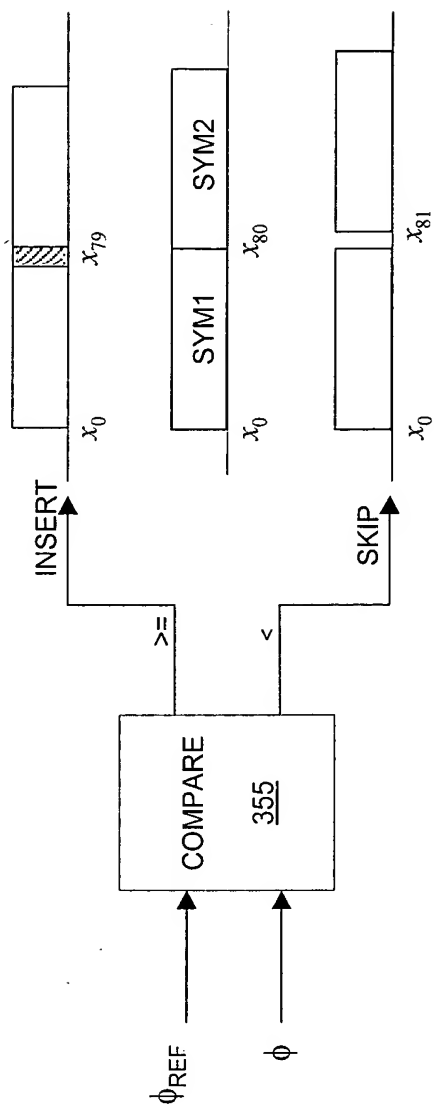 ϕREF
ϕ
COMPARE
355
>=
<
INSERT
SKIP
x0
x79
SYM1
SYM2
x0
x80
x0
x81